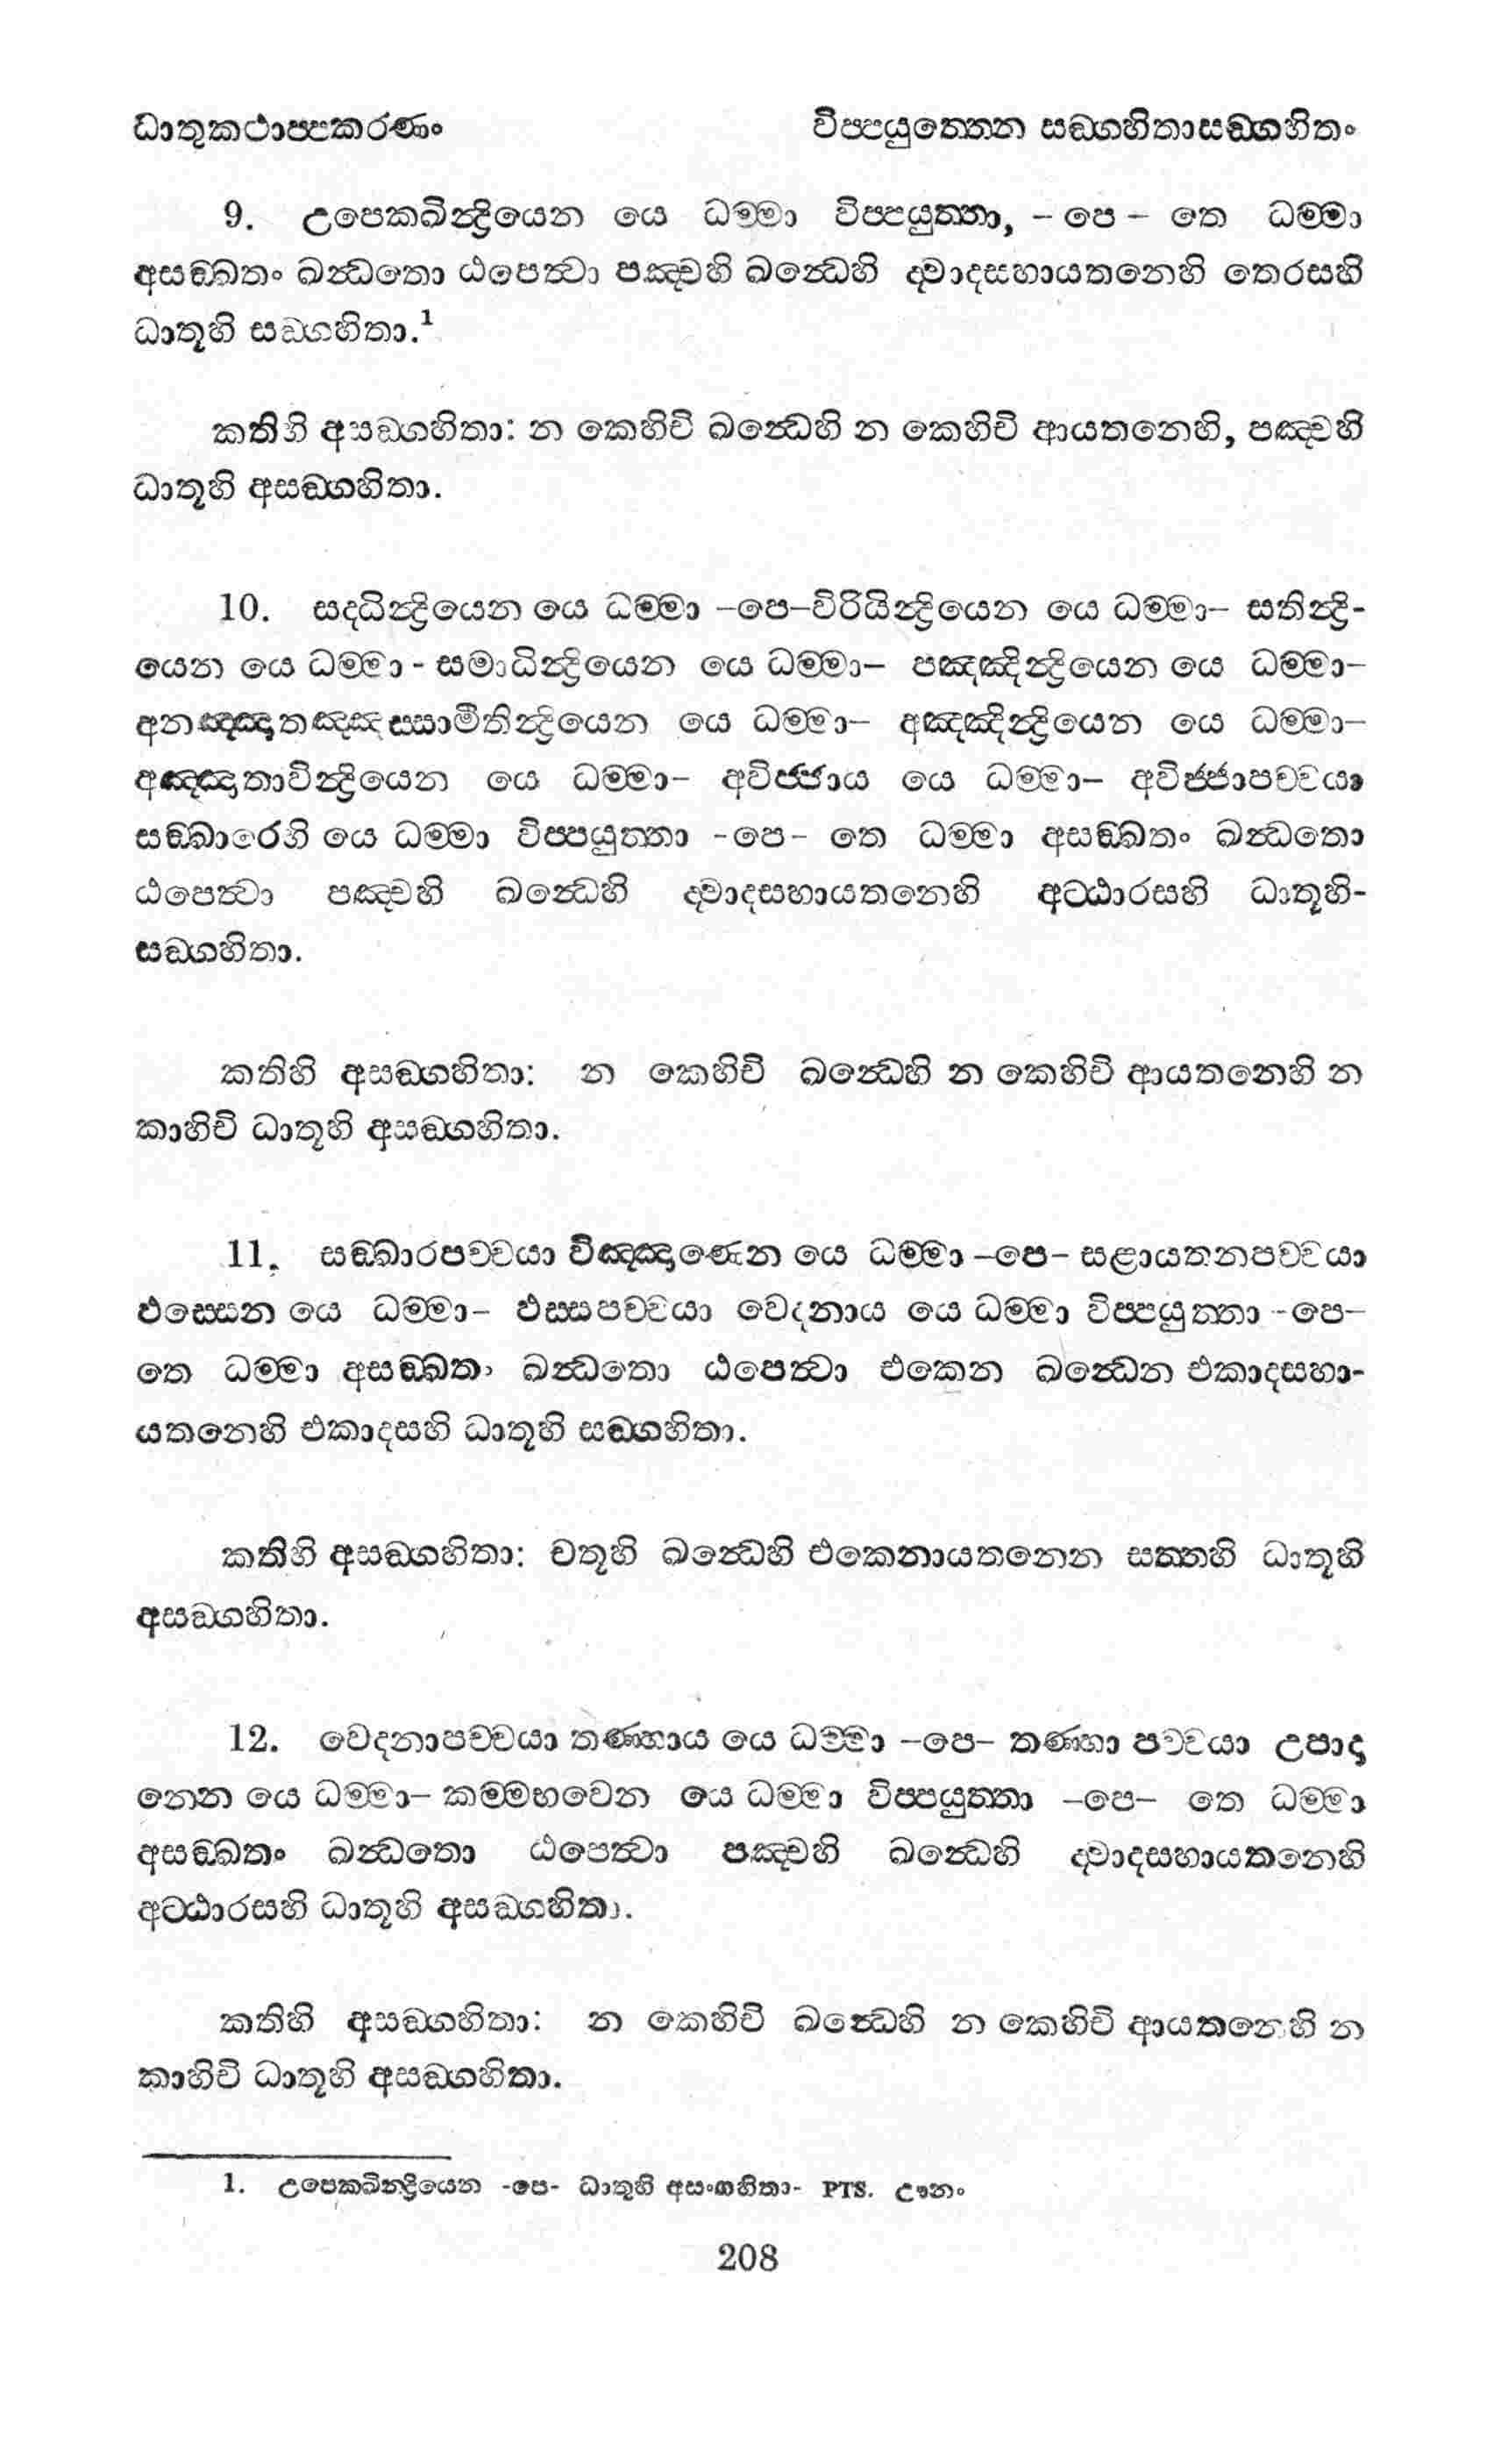 ධාතුකථාප්පකරණං විප්පයුත්තෙන සඞ්ගහිතාසඞ්ගහිතං
9. උපෙක්ඛින්ද්‍රියෙන යෙ ධම්මා විප්පයුත්තා, - පෙ - තෙ ධම්මා
අසඞ්ඛතං ඛන්ධතො ඨපෙත්වා පඤ්චහි ඛන්ධෙහි ද්වාදසහායතනෙහි තෙරසහි
ධාතූහි සඞ්ගහිතා.¹
කතිහි අසඞ්ගහිතා: න කෙහිචි ඛන්ධෙහි න කෙහිචි ආයතනෙහි, පඤ්චහි
ධාතූහි අසඞ්ගහිතා.
10. සද්ධින්ද්‍රියෙන යෙ ධම්මා -පෙ-විරියින්ද්‍රියෙන යෙ ධම්මා- සතින්ද්‍රි-
යෙන යෙ ධම්මා - සමාධින්ද්‍රියෙන යෙ ධම්මා- පඤ්ඤින්ද්‍රියෙන යෙ ධම්මා-
අනඤ්ඤාතඤ්ඤස්සාමීතින්ද්‍රියෙන යෙ ධම්මා- අඤ්ඤින්ද්‍රියෙන යෙ ධම්මා-
අඤ්ඤාතාවින්ද්‍රියෙන යෙ ධම්මා- අවිජ්ජාය යෙ ධම්මා- අවිජ්ජාපච්චයා
සඞ්ඛාරෙහි යෙ ධම්මා විප්පයුත්තා -පෙ- තෙ ධම්මා අසඞ්ඛතං ඛන්ධතො
ඨපෙත්වා පඤ්චහි ඛන්ධෙහි ද්වාදසහායතනෙහි අට්ඨාරසහි ධාතූහි-
සඞ්ගහිතා.
කතිහි අසඞ්ගහිතා: න කෙහිචි ඛන්ධෙහි න කෙහිචි ආයතනෙහි න
කාහිචි ධාතූහි අසඞ්ගහිතා.
11. සඞ්ඛාරපච්චයා විඤ්ඤාණෙන යෙ ධම්මා -පෙ- සළායතනපච්චයා
ඵස්සෙන යෙ ධම්මා- ඵස්සපච්චයා වෙදනාය යෙ ධම්මා විප්පයුත්තා -පෙ-
තෙ ධම්මා අසඞ්ඛතං ඛන්ධතො ඨපෙත්වා එකෙන ඛන්ධෙන එකාදසහා-
යතනෙහි එකාදසහි ධාතූහි සඞ්ගහිතා.
කතිහි අසඞ්ගහිතා: චතූහි ඛන්ධෙහි එකෙනායතනෙන සත්තහි ධාතූහි
අසඞ්ගහිතා.
12. වෙදනාපච්චයා තණ්හාය යෙ ධම්මා -පෙ- තණ්හා පච්චයා උපාදා
නෙන යෙ ධම්මා- කම්මභවෙන යෙ ධම්මා විප්පයුත්තා -පෙ- තෙ ධම්මා
අසඞ්ඛතං ඛන්ධතො ඨපෙත්වා පඤ්චහි ඛන්ධෙහි ද්වාදසහායතනෙහි
අට්ඨාරසහි ධාතූහි අසඞ්ගහිතා.
කතිහි අසඞ්ගහිතා: න කෙහිචි ඛන්ධෙහි න කෙහිචි ආයතනෙහි න
කාහිචි ධාතූහි අසඞ්ගහිතා.
1. උපෙක්ඛින්ද්‍රියෙන -පෙ- ධාතුහි අසංගහිතා- PTS. ඌනං
208